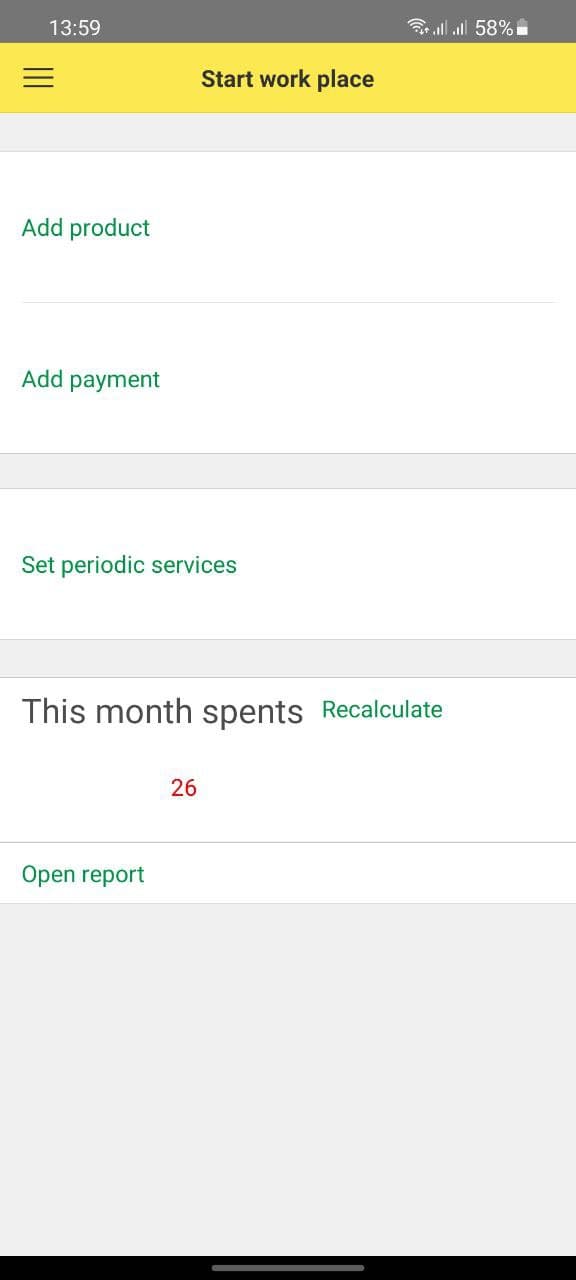 13:59 58%
Start work place
Add product
Add payment
Set periodic services
This month spents Recalculate
26
Open report